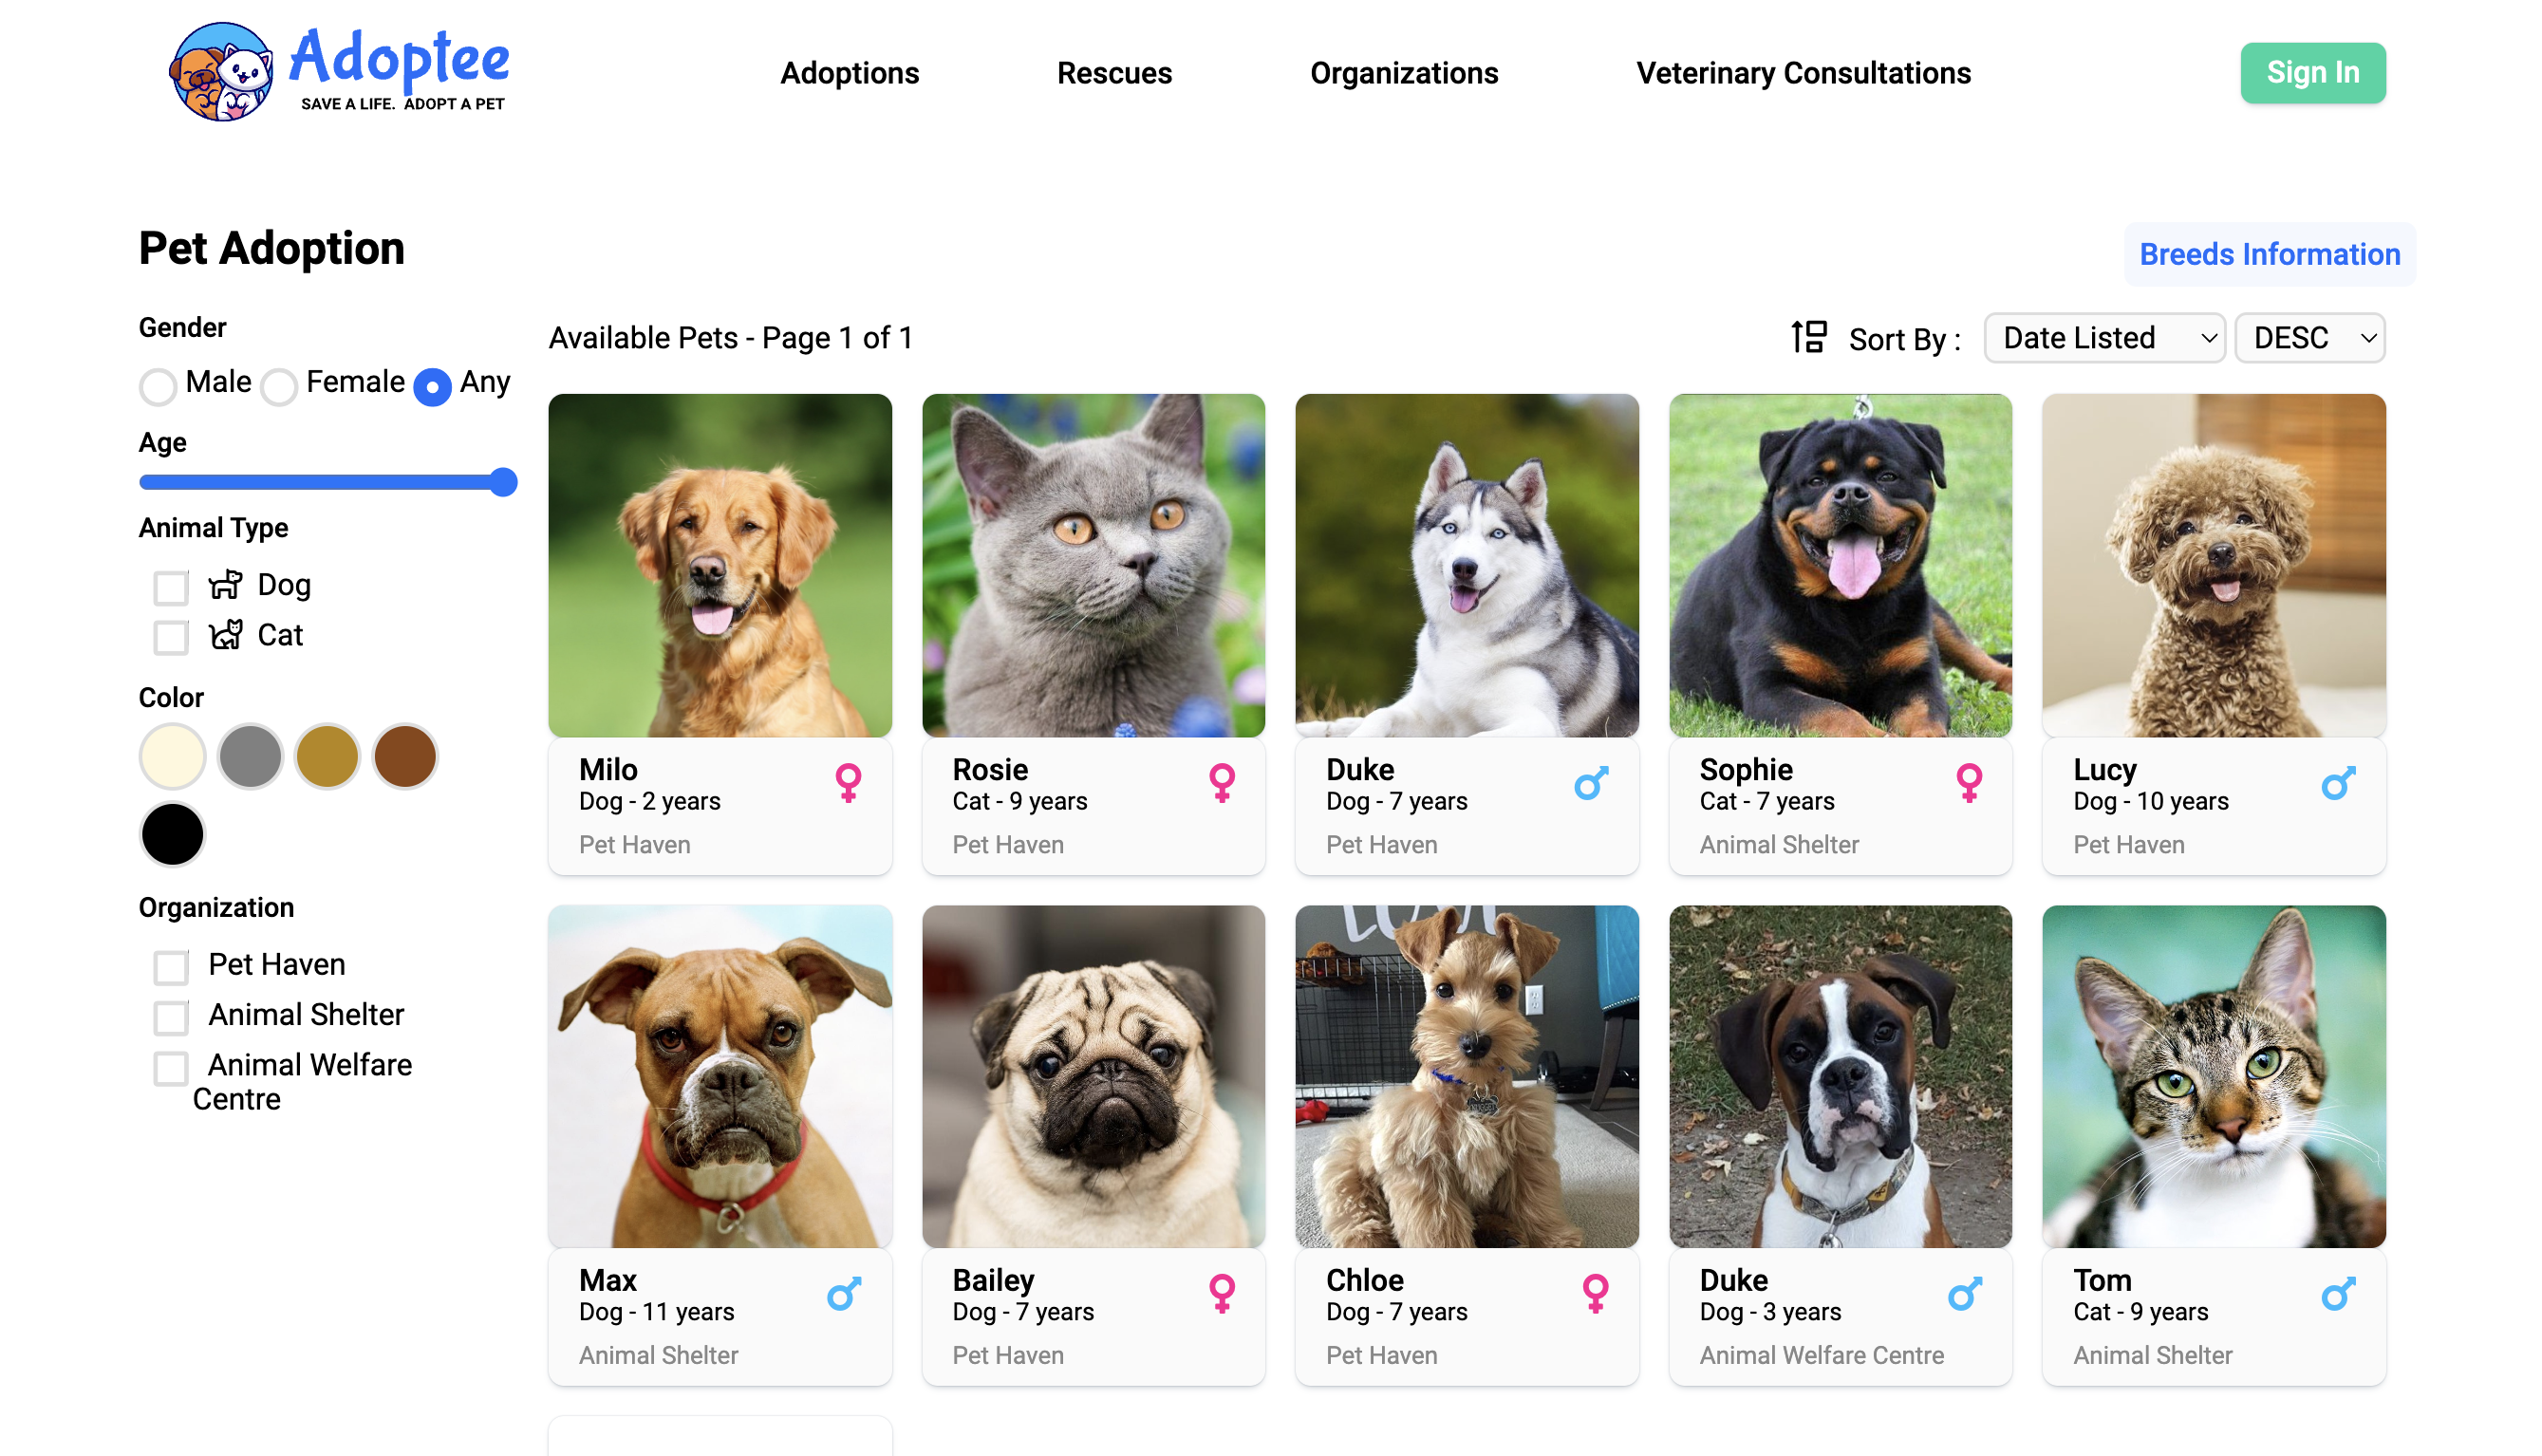 Adoptee
SAVE A LIFE. ADOPT A PET
Adoptions
Rescues
Organizations
Veterinary Consultations
Sign In
Pet Adoption
Breeds Information
Gender
Male
Female
Any
Age
Animal Type
Dog
Cat
Color
Organization
Pet Haven
Animal Shelter
Animal Welfare
Centre
Available Pets - Page 1 of 1
Sort By :
Date Listed
DESC
Milo
Dog - 2 years
Pet Haven
Rosie
Cat - 9 years
Pet Haven
Duke
Dog - 7 years
Pet Haven
Sophie
Cat - 7 years
Animal Shelter
Lucy
Dog - 10 years
Pet Haven
Max
Dog - 11 years
Animal Shelter
Bailey
Dog - 7 years
Pet Haven
Chloe
Dog - 7 years
Pet Haven
Duke
Dog - 3 years
Animal Welfare Centre
Tom
Cat - 9 years
Animal Shelter